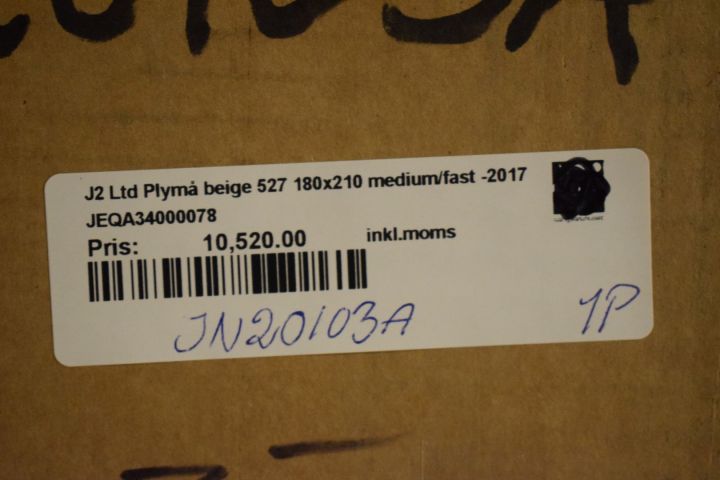 J2 Ltd Plymå beige 527 180x210 medium/fast -2017
JEQA34000078
Pris: 10,520.00 inkl.moms
JN20103A 1P